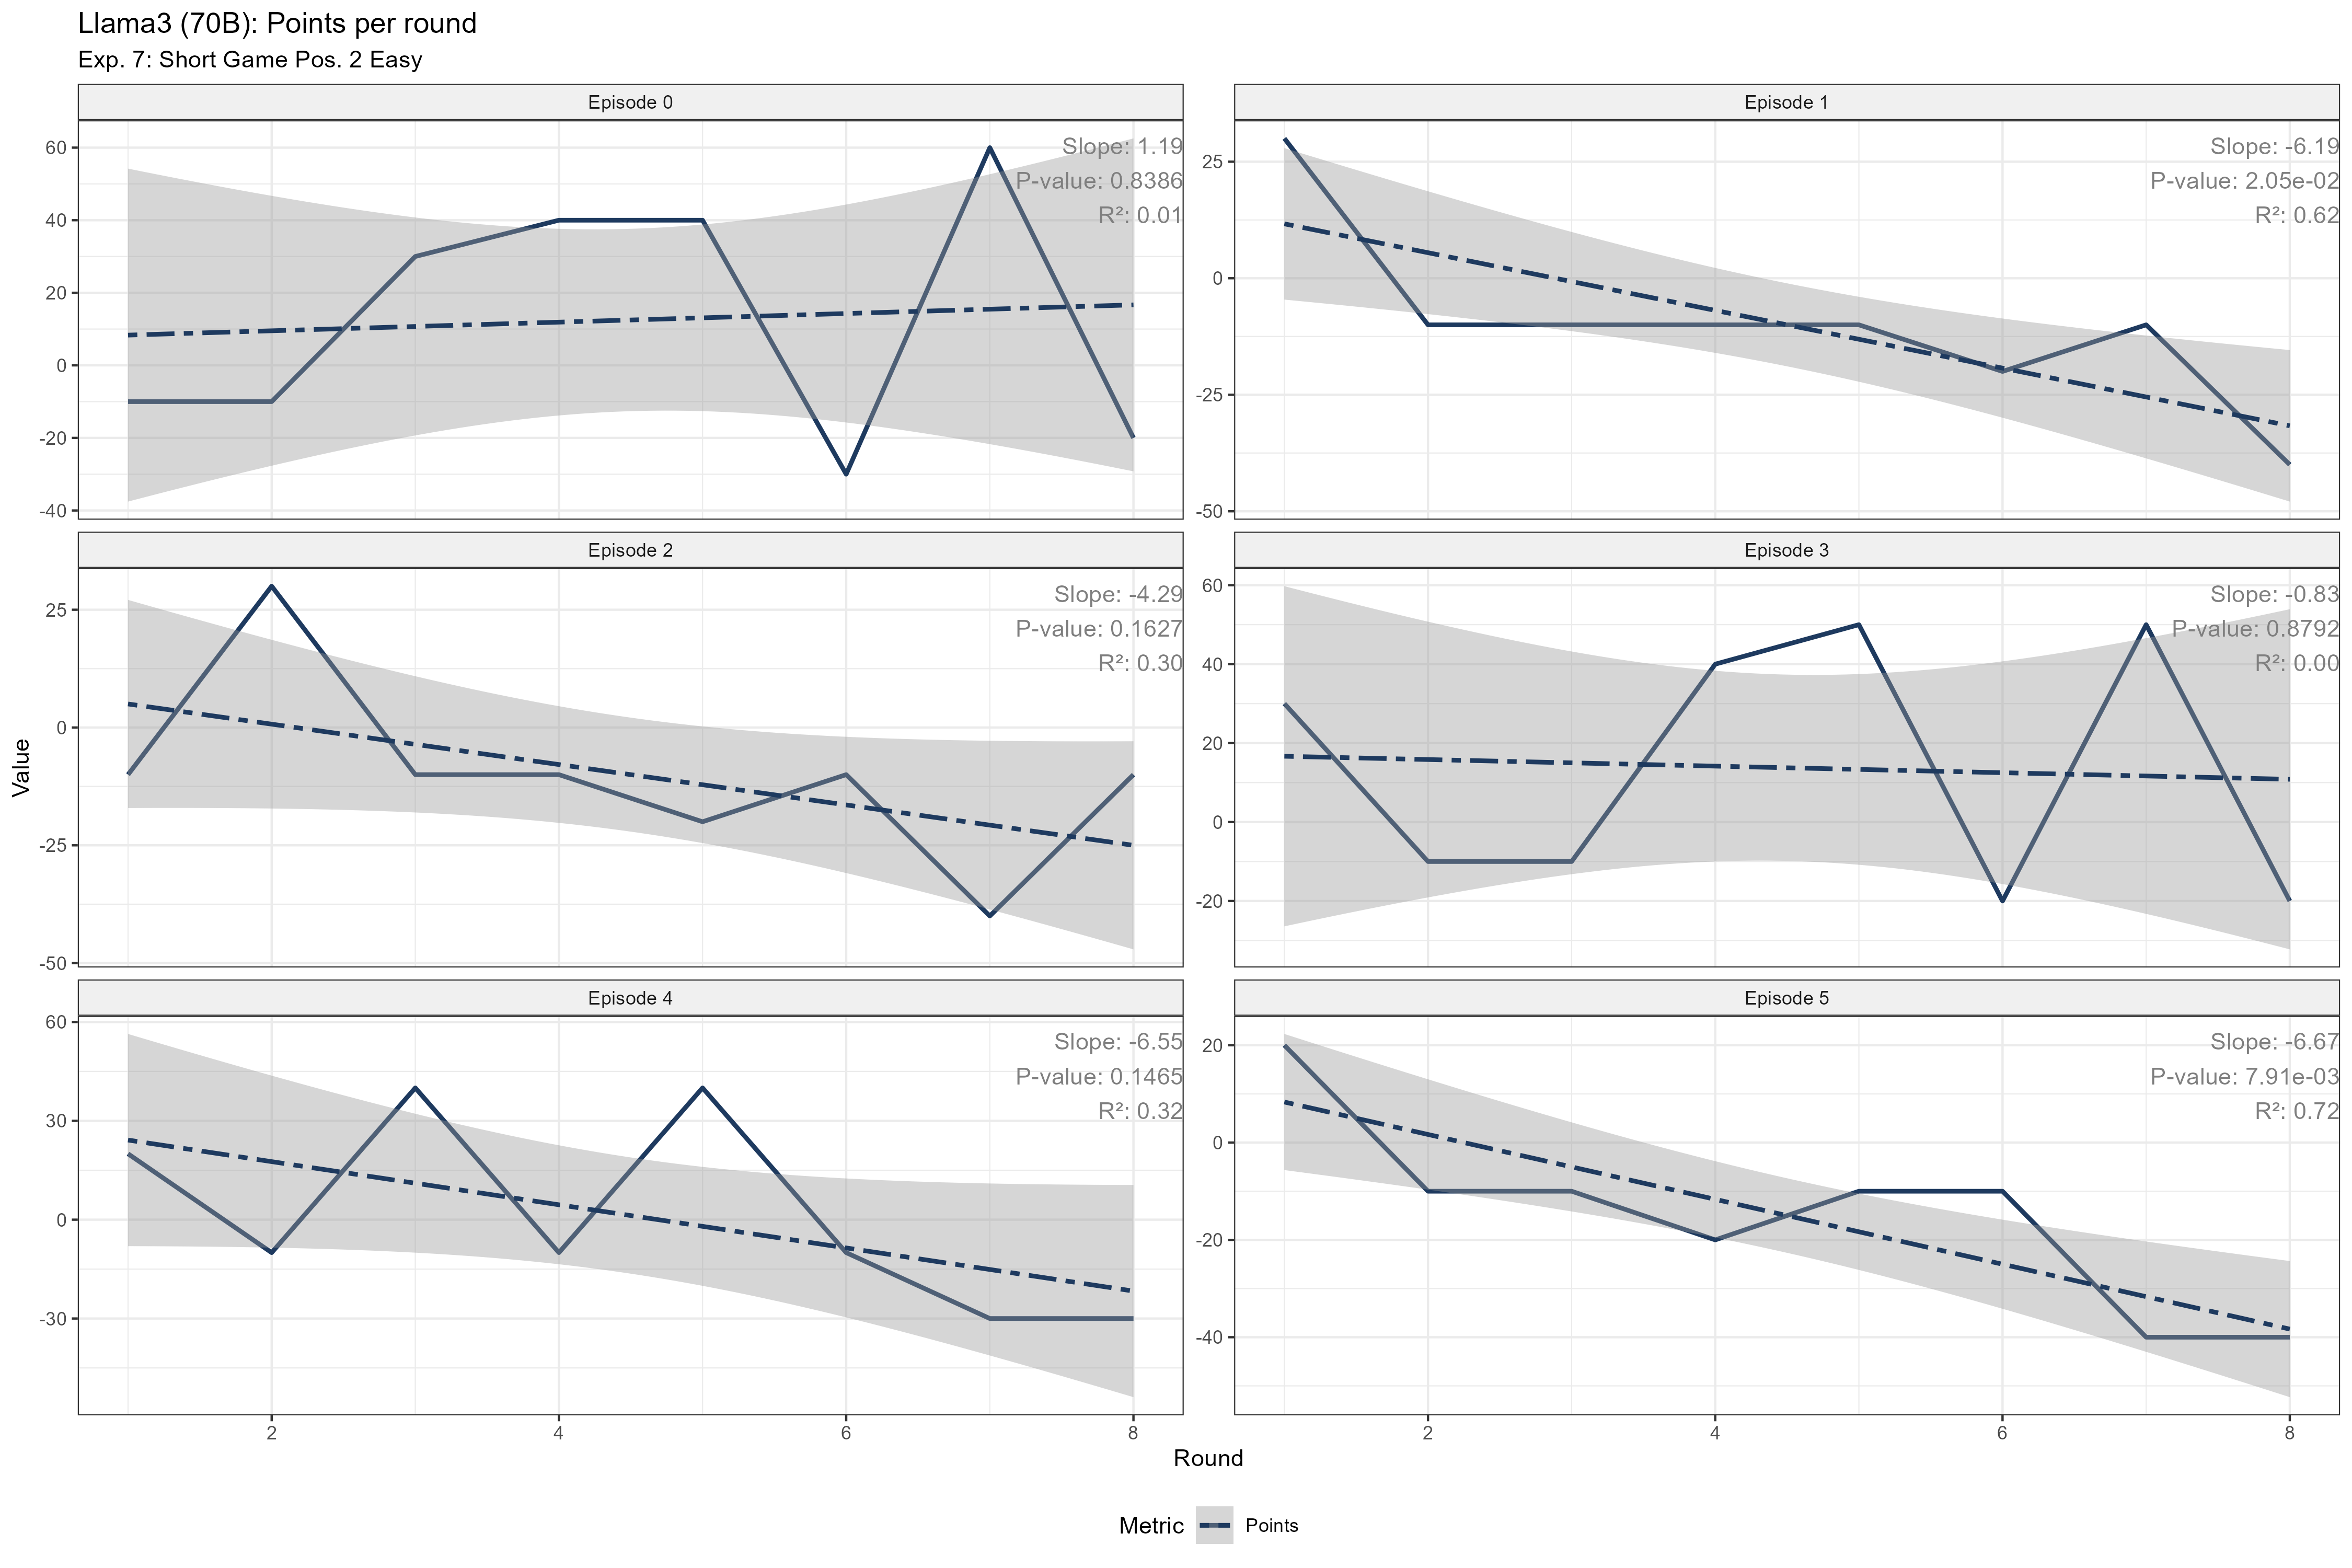 Llama3 (70B): Points per round
Exp. 7: Short Game Pos. 2 Easy
Episode 0
60
40
20
0
-20
-40
Slope: 1.19
P-value: 0.8386
R²: 0.01
Episode 1
25
0
-25
-50
Slope: -6.19
P-value: 2.05e-02
R²: 0.62
Episode 2
25
0
-25
-50
Slope: -4.29
P-value: 0.1627
R²: 0.30
Episode 3
60
40
20
0
-20
Slope: -0.83
P-value: 0.8792
R²: 0.00
Value
Episode 4
60
30
0
-30
Slope: -6.55
P-value: 0.1465
R²: 0.32
2 4 6 8
Episode 5
20
0
-20
-40
Slope: -6.67
P-value: 7.91e-03
R²: 0.72
2 4 6 8
Round
Metric Points